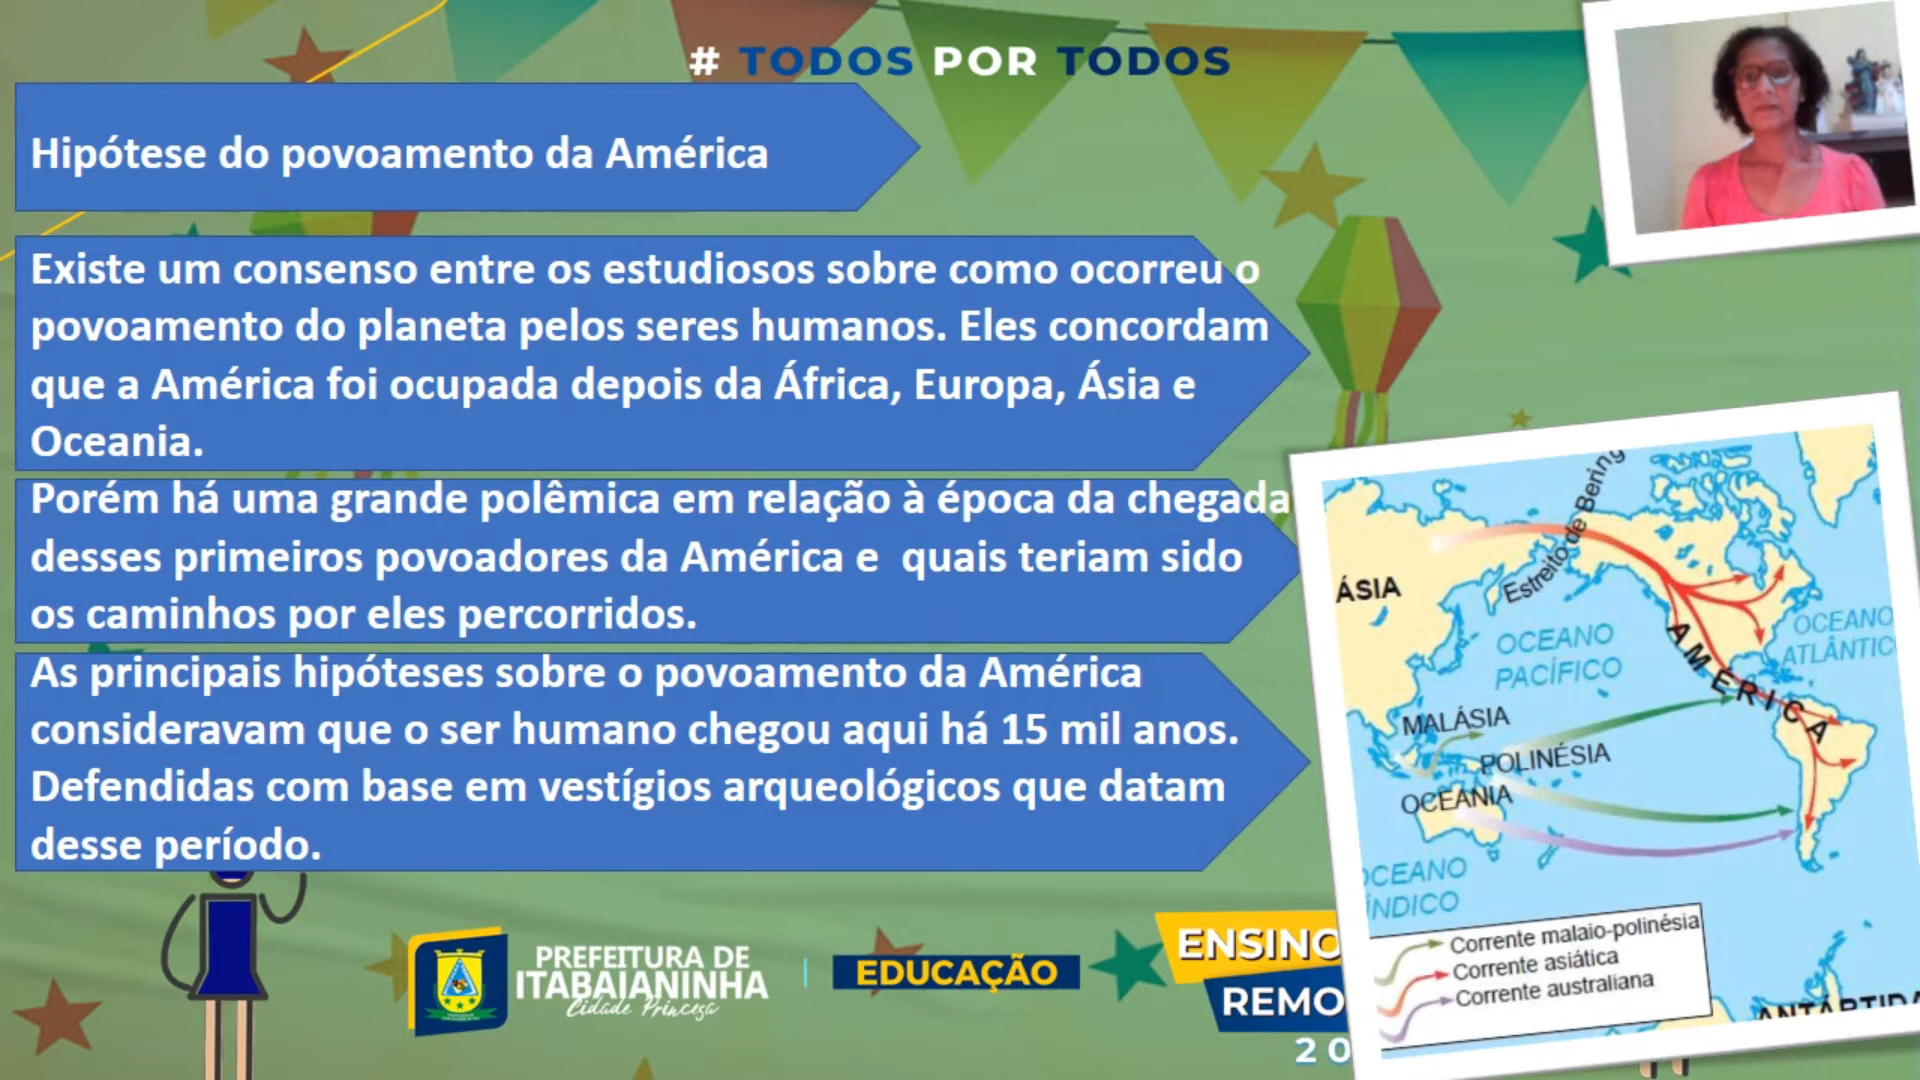 # TODOS POR TODOS
Hipótese do povoamento da América
Existe um consenso entre os estudiosos sobre como ocorreu o
povoamento do planeta pelos seres humanos. Eles concordam
que a América foi ocupada depois da África, Europa, Ásia e
Oceania.
Porém há uma grande polêmica em relação à época da chegada
desses primeiros povoadores da América e  quais teriam sido
os caminhos por eles percorridos.
As principais hipóteses sobre o povoamento da América
consideravam que o ser humano chegou aqui há 15 mil anos.
Defendidas com base em vestígios arqueológicos que datam
desse período.
Estreito de Bering
ÁSIA
OCEANO
PACÍFICO
OCEANO
ATLÂNTIC
AMÉRICA
MALÁSIA
POLINÉSIA
OCEANIA
OCEANO
ÍNDICO
Corrente malaio-polinésia
Corrente asiática
Corrente australiana
ANTÁRTIDA
PREFEITURA DE
ITABAIANINHA
Cidade Princesa
EDUCAÇÃO
ENSINO
REMO
20